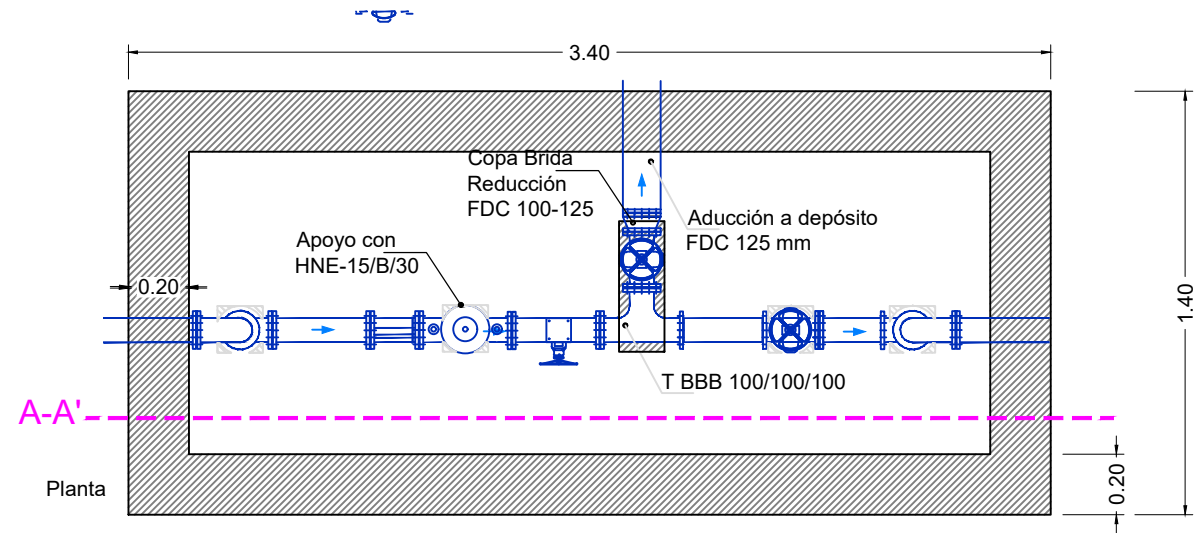 3.40
Copa Brida
Reducción
FDC 100-125
Aducción a depósito
FDC 125 mm
Apoyo con
HNE-15/B/30
0.20
1.40
T BBB 100/100/100
A-A'
Planta
0.20